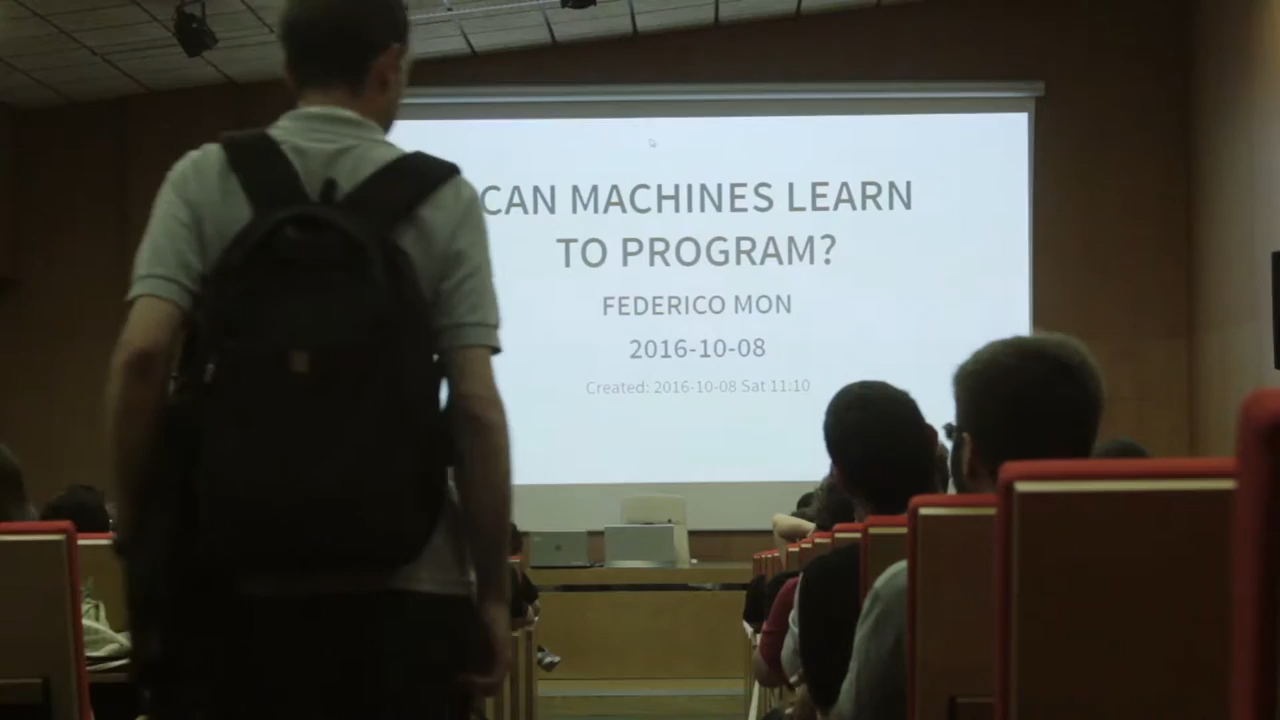 CAN MACHINES LEARN
TO PROGRAM?
FEDERICO MON
2016-10-08
Created: 2016-10-08 Sat 11:10